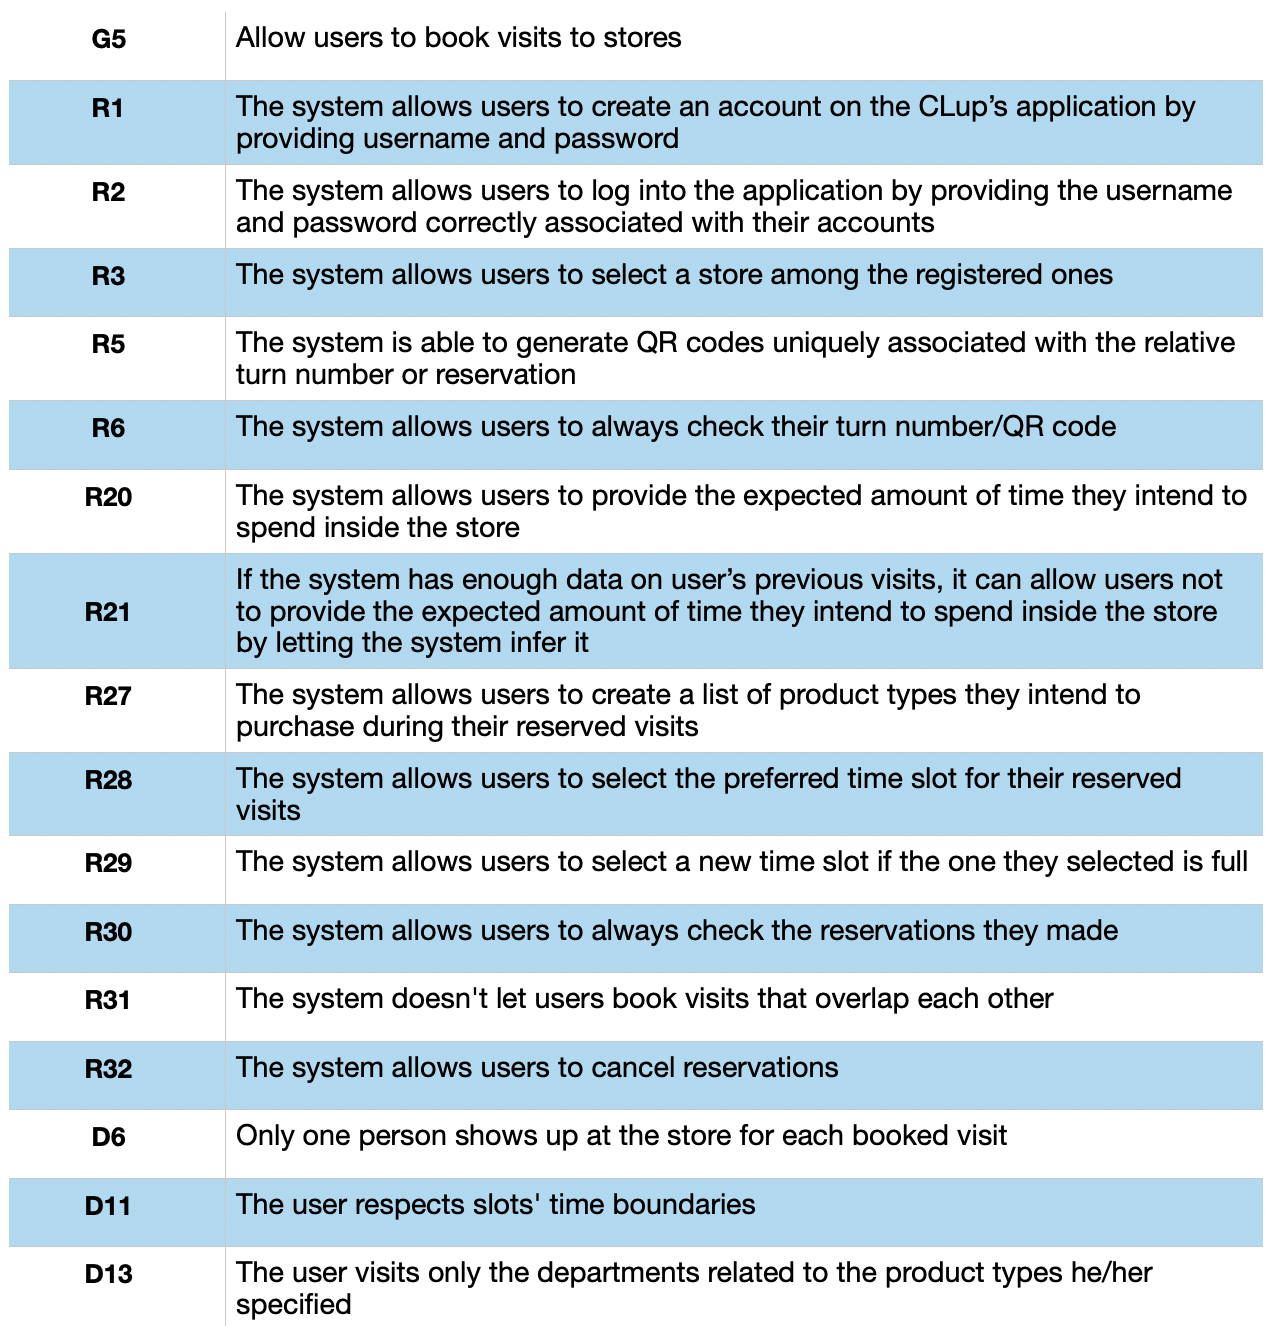 G5 Allow users to book visits to stores
R1 The system allows users to create an account on the CLup’s application by
providing username and password
R2 The system allows users to log into the application by providing the username
and password correctly associated with their accounts
R3 The system allows users to select a store among the registered ones
R5 The system is able to generate QR codes uniquely associated with the relative
turn number or reservation
R6 The system allows users to always check their turn number/QR code
R20 The system allows users to provide the expected amount of time they intend to
spend inside the store
If the system has enough data on user’s previous visits, it can allow users not
R21 to provide the expected amount of time they intend to spend inside the store
by letting the system infer it
R27 The system allows users to create a list of product types they intend to
purchase during their reserved visits
R28 The system allows users to select the preferred time slot for their reserved
visits
R29 The system allows users to select a new time slot if the one they selected is full
R30 The system allows users to always check the reservations they made
R31 The system doesn't let users book visits that overlap each other
R32 The system allows users to cancel reservations
D6 Only one person shows up at the store for each booked visit
D11 The user respects slots' time boundaries
D13 The user visits only the departments related to the product types he/her
specified